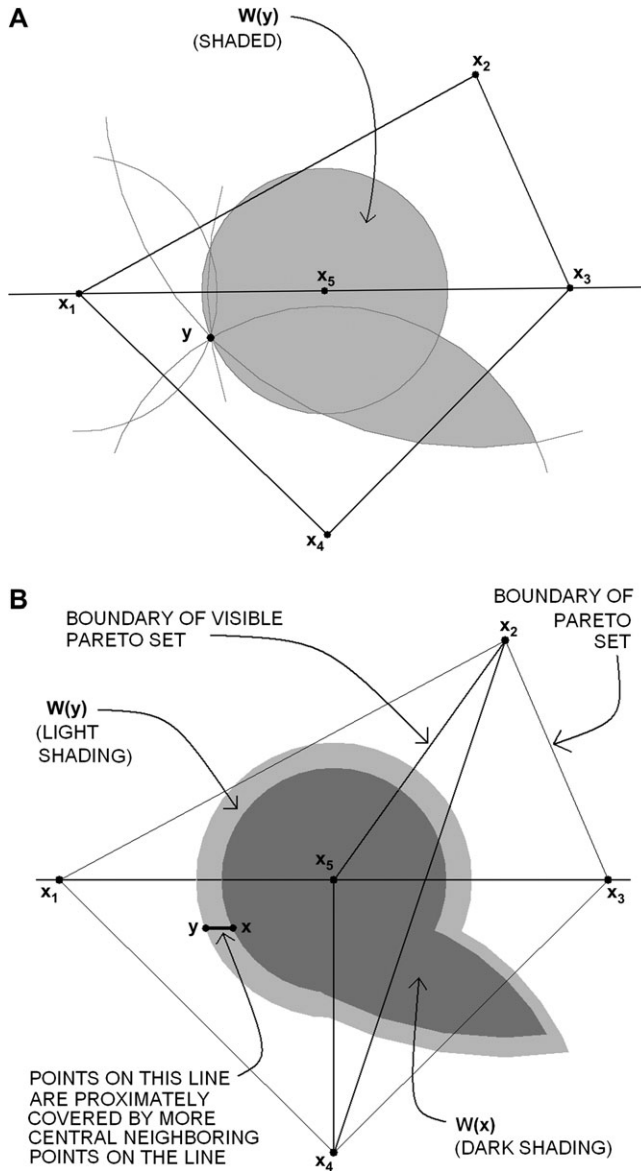 A
W(y)
(SHADED)
x2
x5
x3
x1
y
x4
B
BOUNDARY OF VISIBLE
PARETO SET
BOUNDARY OF
PARETO
SET
x2
W(y)
(LIGHT
SHADING)
x5
x1
x3
y
x
POINTS ON THIS LINE
ARE PROXIMATELY
COVERED BY MORE
CENTRAL NEIGHBORING
POINTS ON THE LINE
W(x)
(DARK SHADING)
x4